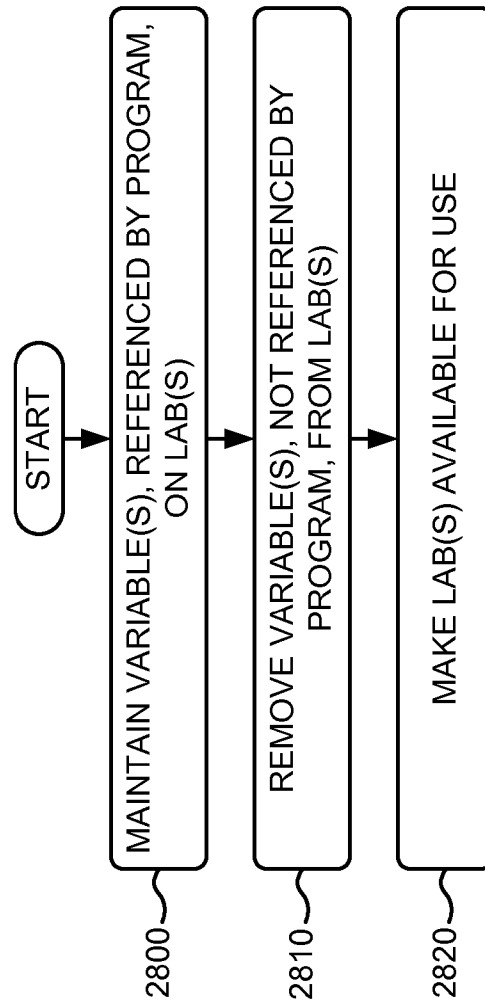 START
MAINTAIN VARIABLE(S), REFERENCED BY PROGRAM,
ON LAB(S)
2800
REMOVE VARIABLE(S), NOT REFERENCED BY
PROGRAM, FROM LAB(S)
2810
MAKE LAB(S) AVAILABLE FOR USE
2820